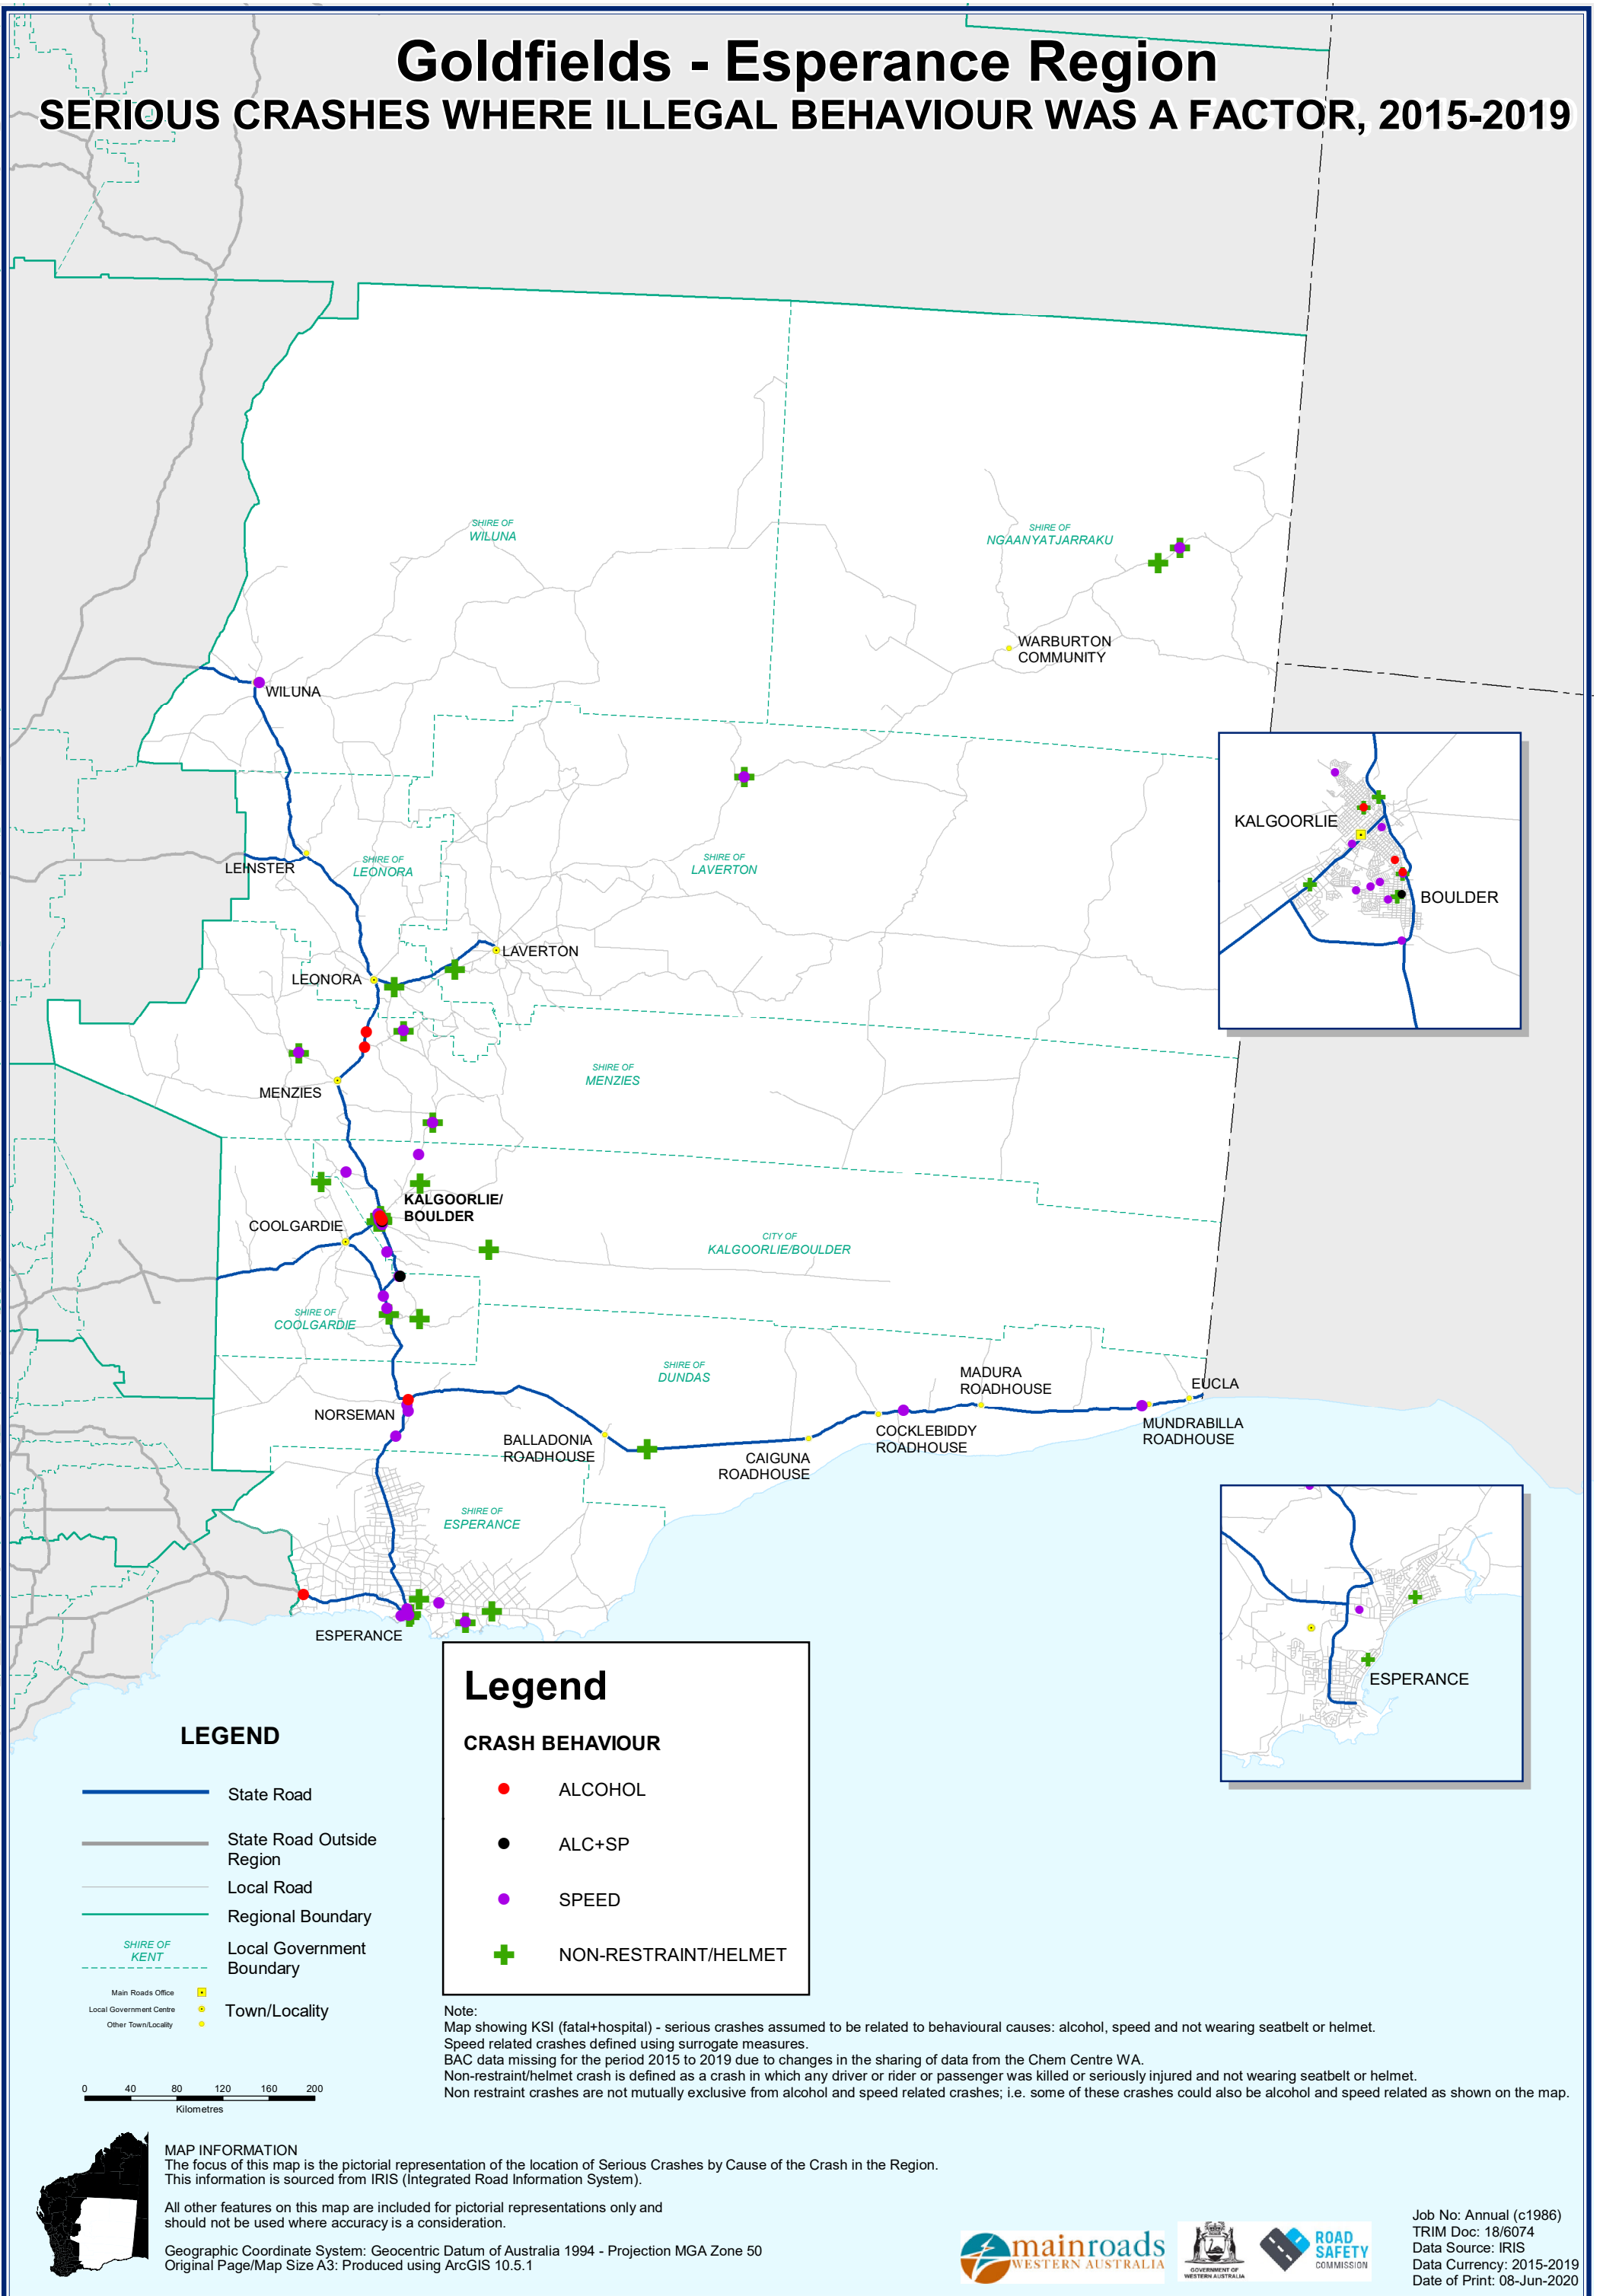 Goldfields - Esperance Region
SERIOUS CRASHES WHERE ILLEGAL BEHAVIOUR WAS A FACTOR, 2015-2019
SHIRE OF
WILUNA
SHIRE OF
NGAANYATJARRAKU
WARBURTON
COMMUNITY
WILUNA
KALGOORLIE
BOULDER
LEINSTER
SHIRE OF
LEONORA
SHIRE OF
LAVERTON
LAVERTON
LEONORA
SHIRE OF
MENZIES
MENZIES
KALGOORLIE/
BOULDER
COOLGARDIE
CITY OF
KALGOORLIE/BOULDER
SHIRE OF
COOLGARDIE
SHIRE OF
DUNDAS
MADURA
ROADHOUSE
EUCLA
NORSEMAN
BALLADONIA
ROADHOUSE
CAIGUNA
ROADHOUSE
COCKLEBIDDY
ROADHOUSE
MUNDRABILLA
ROADHOUSE
SHIRE OF
ESPERANCE
ESPERANCE
ESPERANCE
LEGEND
State Road
State Road Outside
Region
Local Road
Regional Boundary
SHIRE OF
KENT
Local Government
Boundary
Main Roads Office
Local Government Centre
Other Town/Locality
Town/Locality
0 40 80 120 160 200
Kilometres
Legend
CRASH BEHAVIOUR
ALCOHOL
ALC+SP
SPEED
NON-RESTRAINT/HELMET
Note:
Map showing KSI (fatal+hospital) - serious crashes assumed to be related to behavioural causes: alcohol, speed and not wearing seatbelt or helmet.
Speed related crashes defined using surrogate measures.
BAC data missing for the period 2015 to 2019 due to changes in the sharing of data from the Chem Centre WA.
Non-restraint/helmet crash is defined as a crash in which any driver or rider or passenger was killed or seriously injured and not wearing seatbelt or helmet.
Non restraint crashes are not mutually exclusive from alcohol and speed related crashes; i.e. some of these crashes could also be alcohol and speed related as shown on the map.
MAP INFORMATION
The focus of this map is the pictorial representation of the location of Serious Crashes by Cause of the Crash in the Region.
This information is sourced from IRIS (Integrated Road Information System).
All other features on this map are included for pictorial representations only and
should not be used where accuracy is a consideration.
Geographic Coordinate System: Geocentric Datum of Australia 1994 - Projection MGA Zone 50
Original Page/Map Size A3: Produced using ArcGIS 10.5.1
mainroads
WESTERN AUSTRALIA
GOVERNMENT OF
WESTERN AUSTRALIA
ROAD
SAFETY
COMMISSION
Job No: Annual (c1986)
TRIM Doc: 18/6074
Data Source: IRIS
Data Currency: 2015-2019
Date of Print: 08-Jun-2020